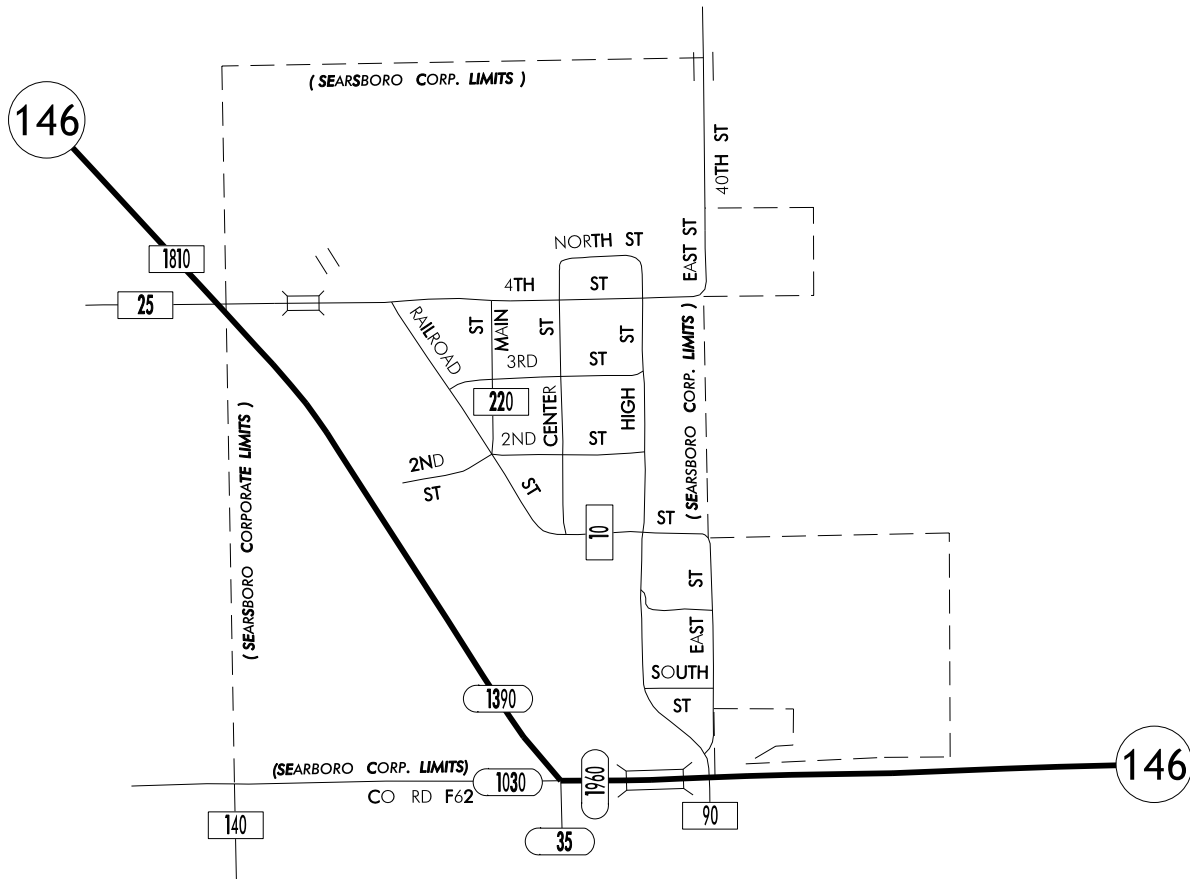 ( SEARSBORO CORP. LIMITS )
146
40TH ST
EAST ST
NORTH ST
1810
4TH ST
25
RAILROAD ST
MAIN ST
CENTER ST
HIGH ST
3RD ST
220
( SEARSBORO CORP. LIMITS )
( SEARSBORO CORPORATE LIMITS )
2ND ST
2ND
ST
10
ST
EAST ST
SOUTH
ST
1390
(SEARBORO CORP. LIMITS)
1030
CO RD F62
1960
146
140
35
90